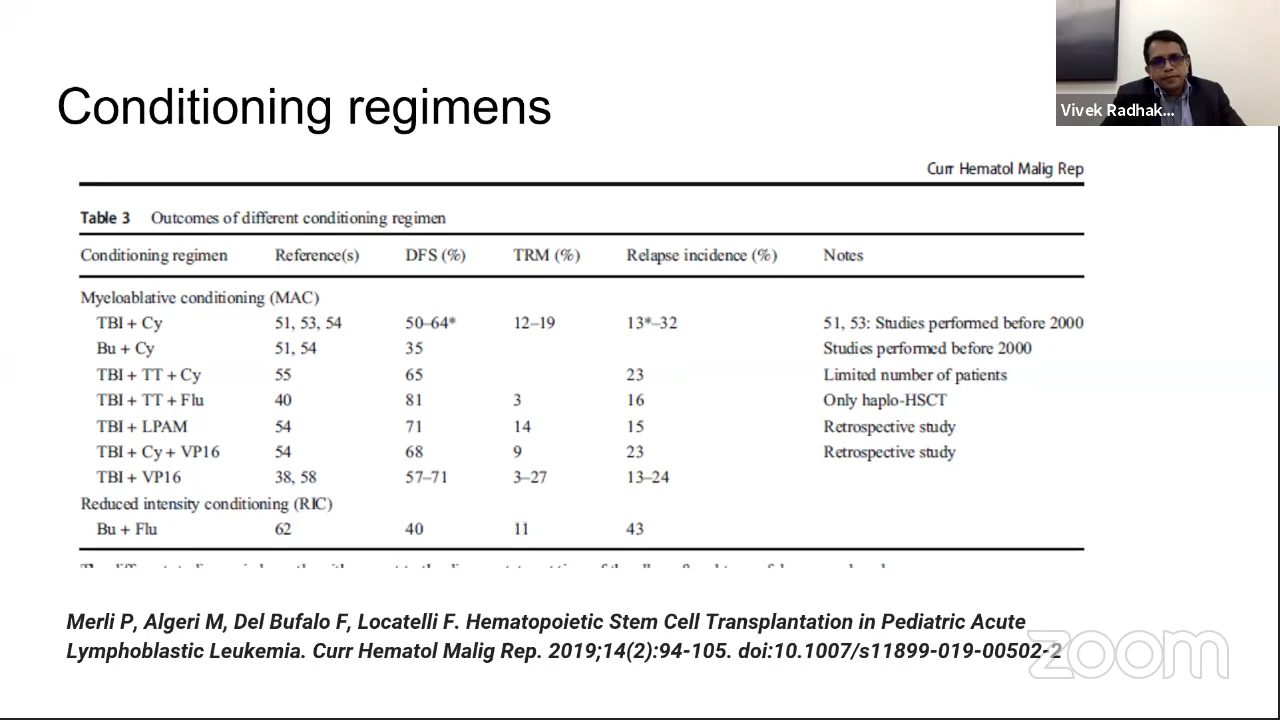 Vivek Radhak...
Conditioning regimens
Curr Hematol Malig Rep
Table 3 Outcomes of different conditioning regimen
Conditioning regimen Reference(s) DFS (%) TRM (%) Relapse incidence (%) Notes
Myeloablative conditioning (MAC)
TBI + Cy 51, 53, 54 50–64* 12–19 13*–32 51, 53: Studies performed before 2000
Bu + Cy 51, 54 35 Studies performed before 2000
TBI + TT + Cy 55 65 23 Limited number of patients
TBI + TT + Flu 40 81 3 16 Only haplo-HSCT
TBI + LPAM 54 71 14 15 Retrospective study
TBI + Cy + VP16 54 68 9 23 Retrospective study
TBI + VP16 38, 58 57–71 3–27 13–24
Reduced intensity conditioning (RIC)
Bu + Flu 62 40 11 43
Merli P, Algeri M, Del Bufalo F, Locatelli F. Hematopoietic Stem Cell Transplantation in Pediatric Acute
Lymphoblastic Leukemia. Curr Hematol Malig Rep. 2019;14(2):94-105. doi:10.1007/s11899-019-00502-2
zoom